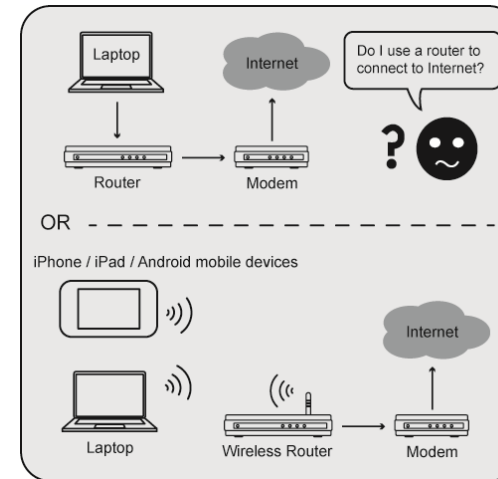 Laptop
Internet
Do I use a router to
connect to Internet?
?
Router
Modem
OR
iPhone / iPad / Android mobile devices
Internet
Laptop
Wireless Router
Modem